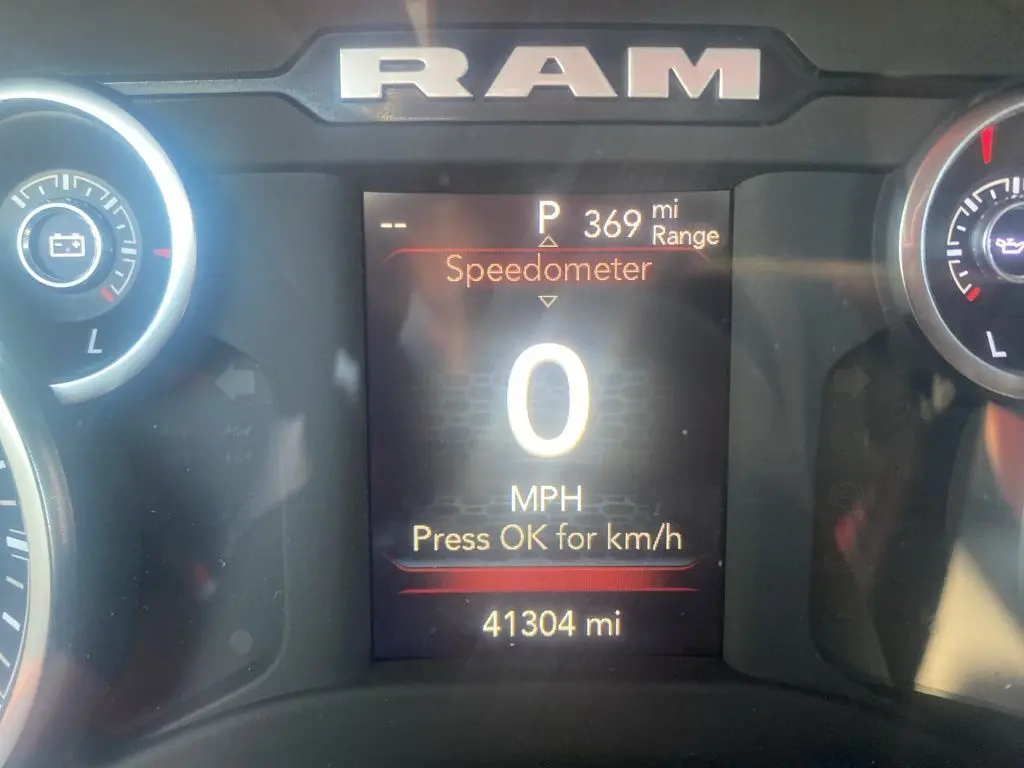 RAM
-- P 369 mi Range
Speedometer
0
MPH
Press OK for km/h
41304 mi
L
L